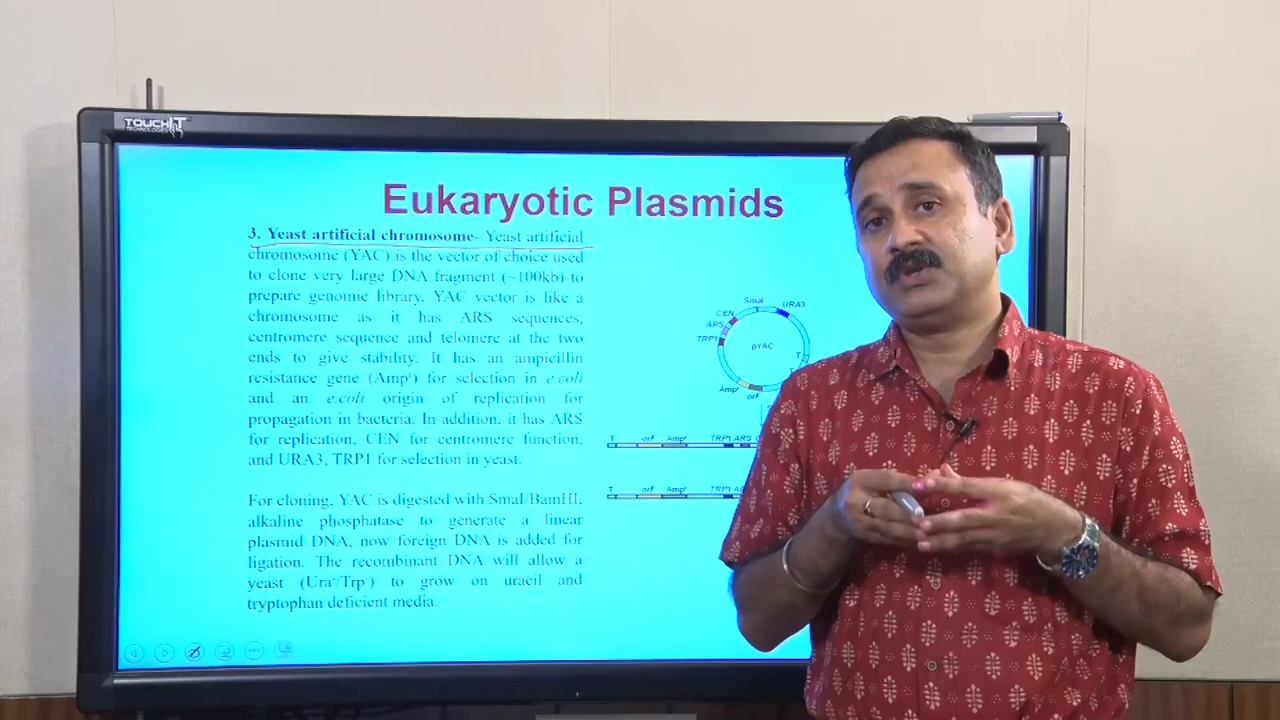 TOUCHIT
TECHNOLOGIES
Eukaryotic Plasmids
3. Yeast artificial chromosome- Yeast artificial
chromosome (YAC) is the vector of choice used
to clone very large DNA fragment (~100kb) to
prepare genomic library. YAC vector is like a
chromosome as it has ARS sequences,
centromere sequence and telomere at the two
ends to give stability. It has an ampicillin
resistance gene (Ampʳ) for selection in e.coli
and an e.coli origin of replication for
propagation in bacteria. In addition, it has ARS
for replication, CEN for centromere function,
and URA3, TRP1 for selection in yeast.
For cloning, YAC is digested with SmaI/BamHI,
alkaline phosphatase to generate a linear
plasmid DNA, now foreign DNA is added for
ligation. The recombinant DNA will allow a
yeast (Ura⁻/Trp⁻) to grow on uracil and
tryptophan deficient media.
SmaI
URA3
CEN
ARS
TRP1
pYAC
T
T
Ampʳ
orf
T orf Ampʳ TRP1 ARS C
T orf Ampʳ TRP1 AR